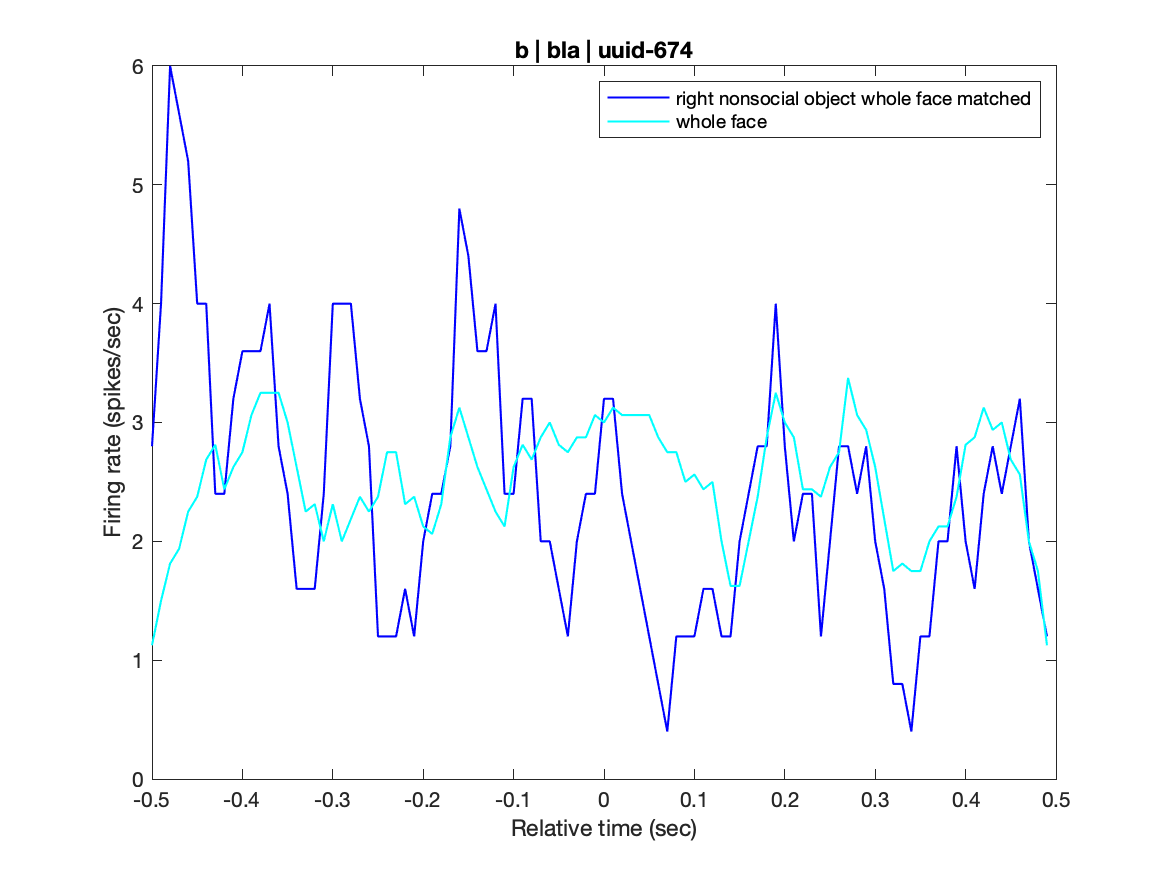 b | bla | uuid-674
right nonsocial object whole face matched
whole face
Firing rate (spikes/sec)
6
5
4
3
2
1
0
-0.5 -0.4 -0.3 -0.2 -0.1 0 0.1 0.2 0.3 0.4 0.5
Relative time (sec)